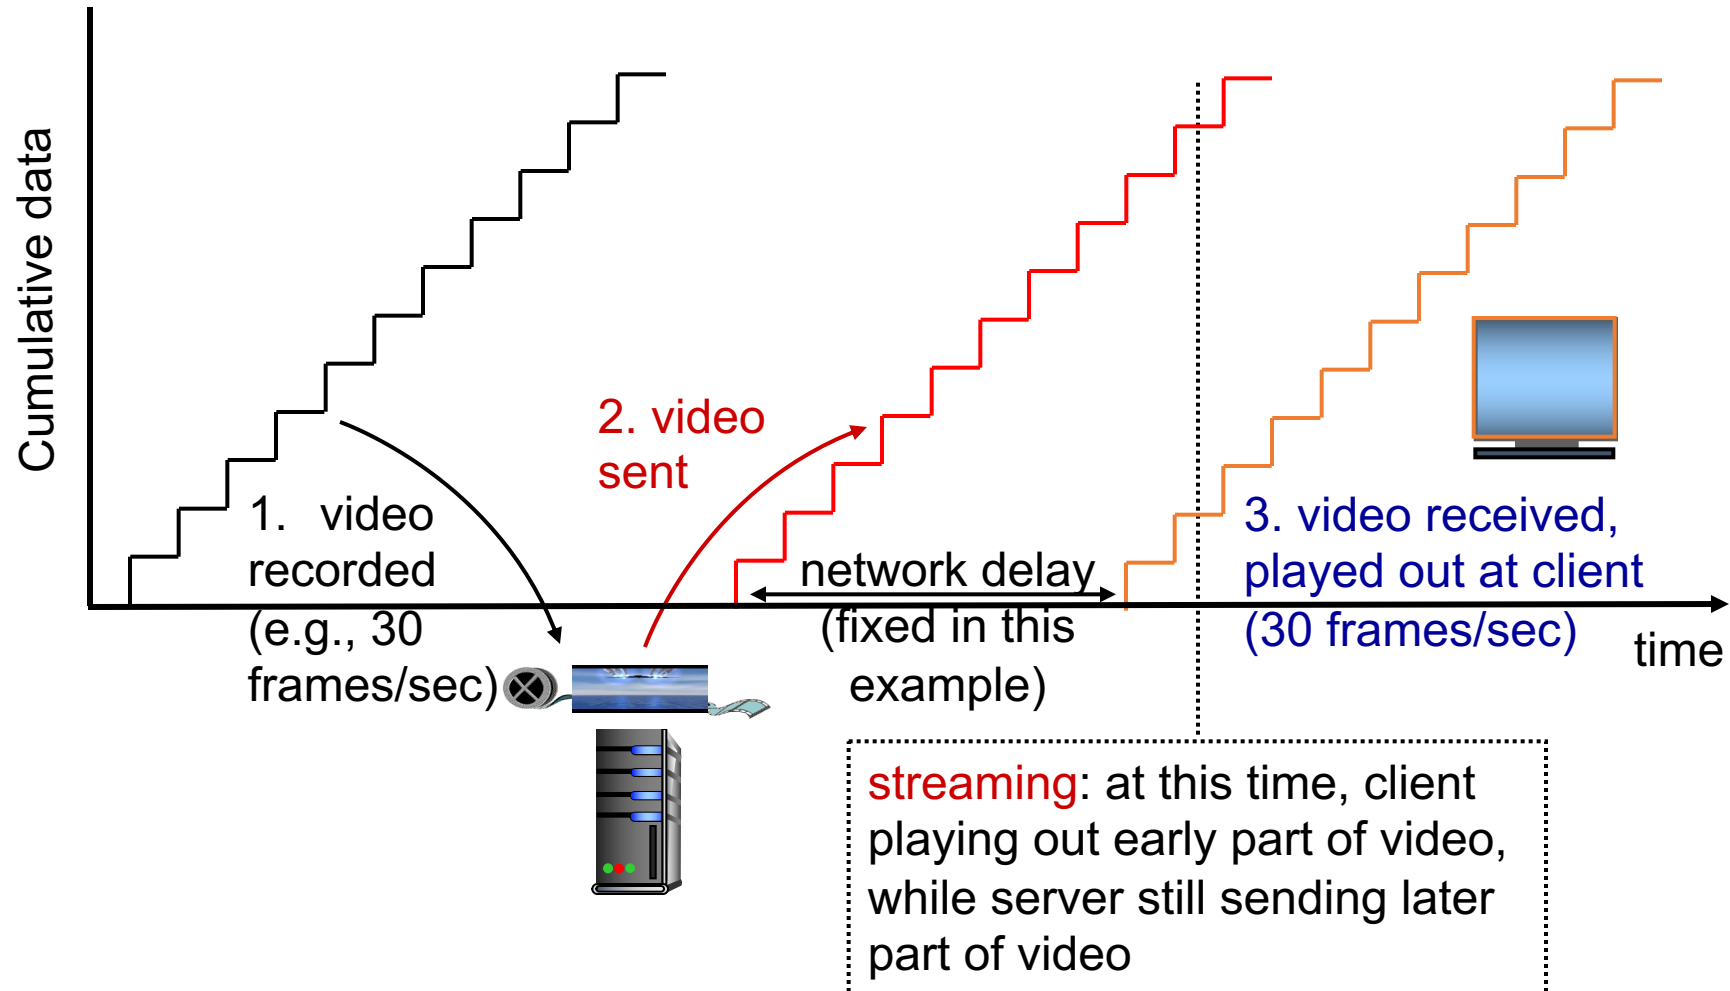 Cumulative data
1. video
recorded
(e.g., 30
frames/sec)
2. video
sent
network delay
(fixed in this
example)
3. video received,
played out at client
(30 frames/sec)
time
streaming: at this time, client
playing out early part of video,
while server still sending later
part of video